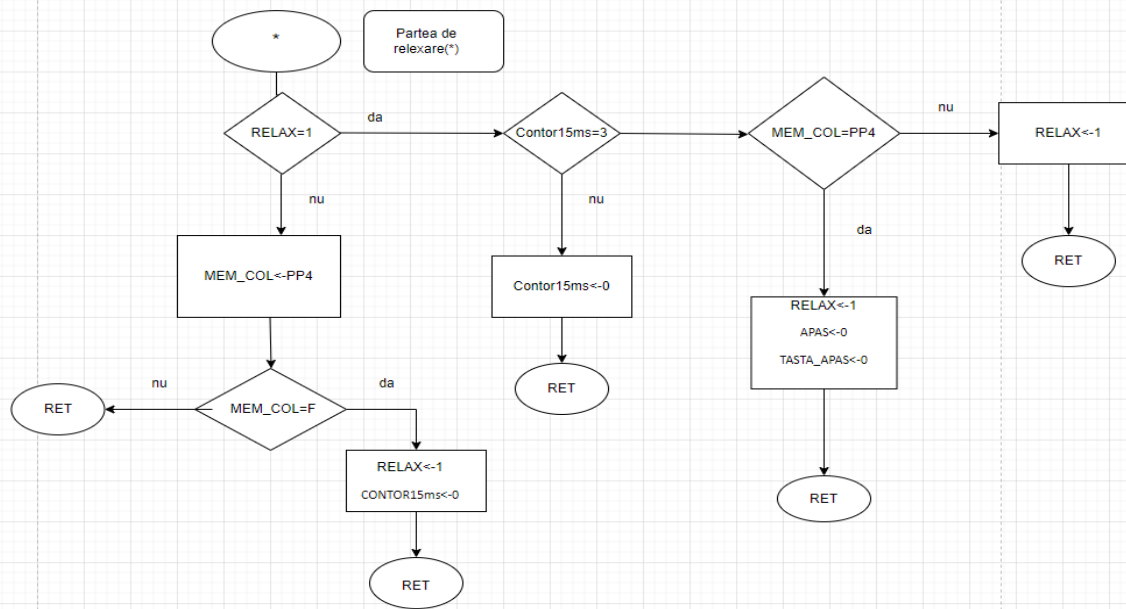 *
Partea de
relexare(*)
RELAX=1
da
Contor15ms=3
MEM_COL=PP4
nu
RELAX<-1
RET
nu
MEM_COL<-PP4
nu
Contor15ms<-0
RET
da
RELAX<-1
APAS<-0
TASTA_APAS<-0
RET
MEM_COL=F
nu
RET
da
RELAX<-1
CONTOR15ms<-0
RET